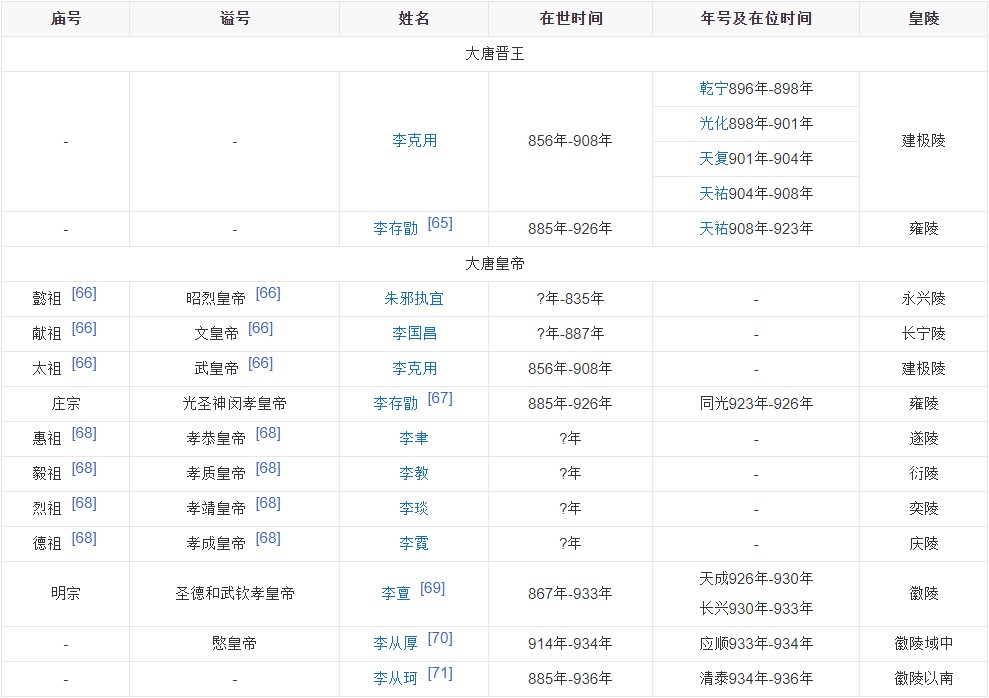 庙号 谥号 姓名 在世时间 年号及在位时间 皇陵
大唐晋王
- - 李克用 856年-908年 乾宁896年-898年 建极陵
光化898年-901年
天复901年-904年
天祐904年-908年
- - 李存勖 [65] 885年-926年 天祐908年-923年 雍陵
大唐皇帝
懿祖 [66] 昭烈皇帝 [66] 朱邪执宜 ?年-835年 - 永兴陵
献祖 [66] 文皇帝 [66] 李国昌 ?年-887年 - 长宁陵
太祖 [66] 武皇帝 [66] 李克用 856年-908年 - 建极陵
庄宗 光圣神闵孝皇帝 李存勖 [67] 885年-926年 同光923年-926年 雍陵
惠祖 [68] 孝恭皇帝 [68] 李聿 ?年 - 遂陵
毅祖 [68] 孝质皇帝 [68] 李教 ?年 - 衍陵
烈祖 [68] 孝靖皇帝 [68] 李琰 ?年 - 奕陵
德祖 [68] 孝成皇帝 [68] 李霓 ?年 - 庆陵
明宗 圣德和武钦孝皇帝 李亶 [69] 867年-933年 天成926年-930年 徽陵
长兴930年-933年
- 愍皇帝 李从厚 [70] 914年-934年 应顺933年-934年 徽陵域中
- - 李从珂 [71] 885年-936年 清泰934年-936年 徽陵以南